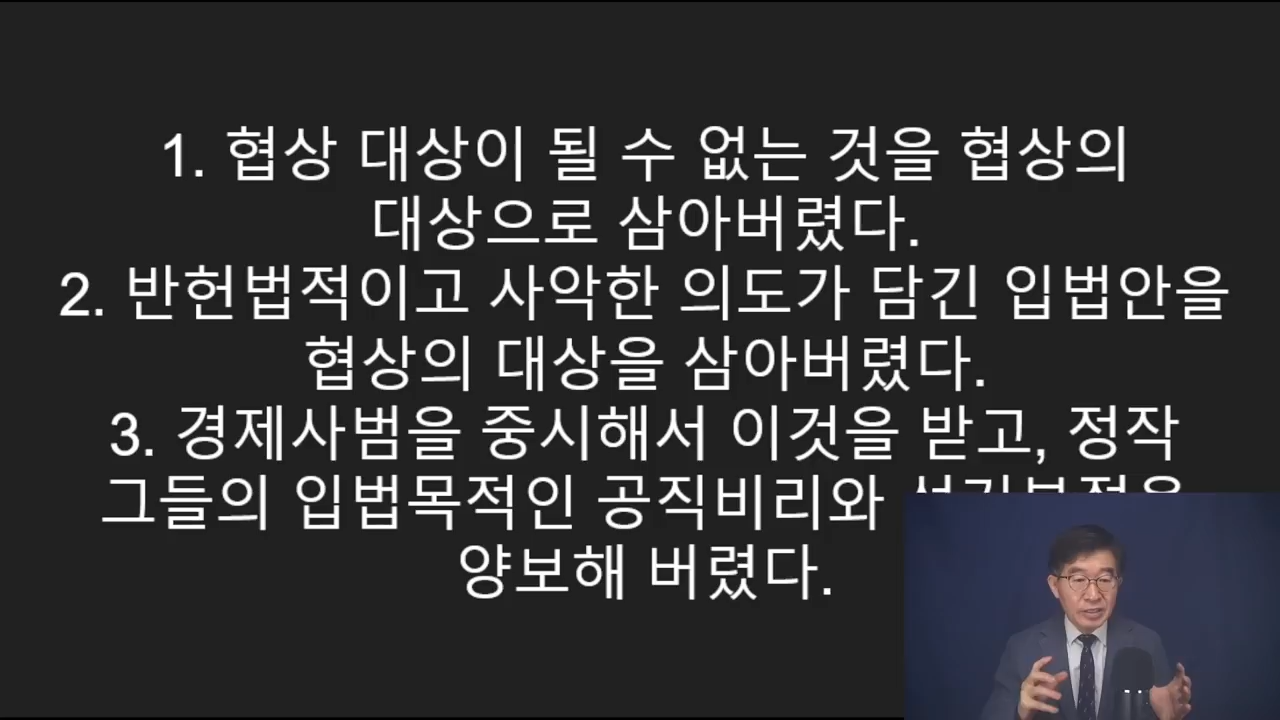 1. 협상 대상이 될 수 없는 것을 협상의
대상으로 삼아버렸다.
2. 반헌법적이고 사악한 의도가 담긴 입법안을
협상의 대상을 삼아버렸다.
3. 경제사범을 중시해서 이것을 받고, 정작
그들의 입법목적인 공직비리와
양보해 버렸다.